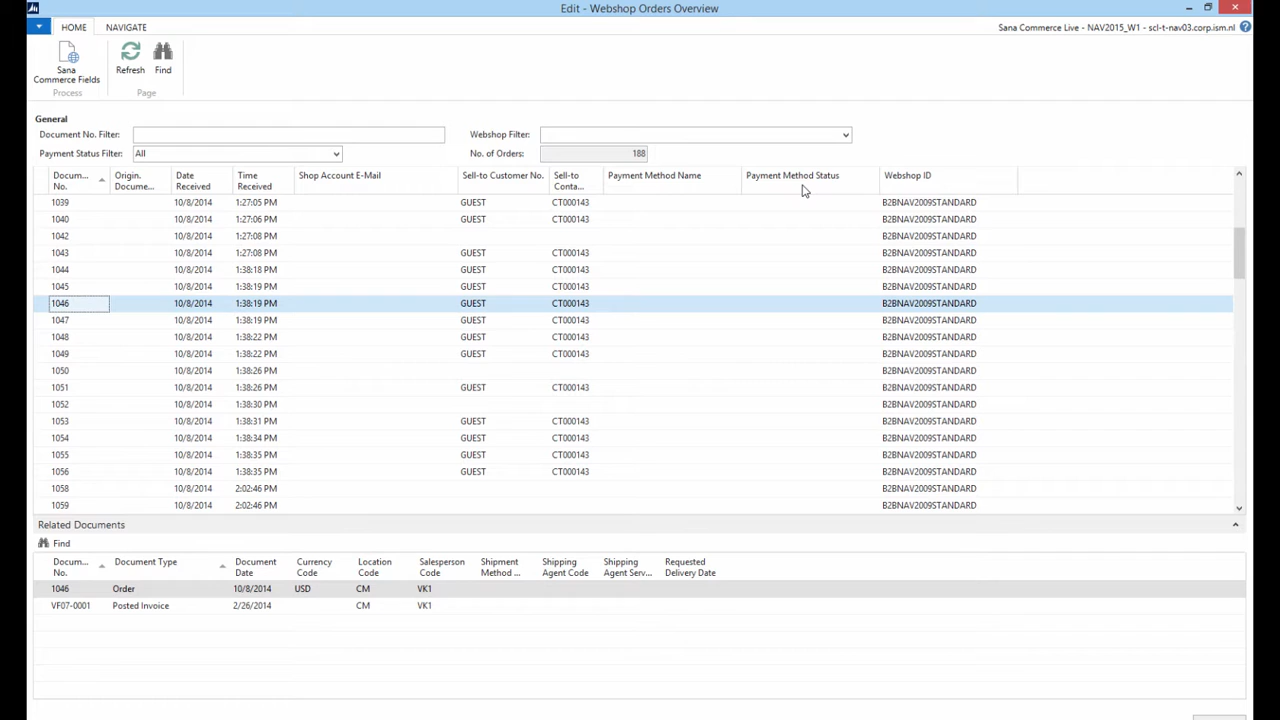 Edit - Webshop Orders Overview
HOME NAVIGATE
Sana Commerce Live - NAV2015_W1 - scl-t-nav03.corp.ism.nl
Sana Commerce Fields
Refresh
Find
Process
Page
General
Document No. Filter:
Webshop Filter:
Payment Status Filter: All
No. of Orders: 188
Docum... No. Origin. Docume... Date Received Time Received Shop Account E-Mail Sell-to Customer No. Sell-to Conta... Payment Method Name Payment Method Status Webshop ID
1039 10/8/2014 1:27:05 PM GUEST CT000143 B2BNAV2009STANDARD
1040 10/8/2014 1:27:06 PM GUEST CT000143 B2BNAV2009STANDARD
1042 10/8/2014 1:27:08 PM B2BNAV2009STANDARD
1043 10/8/2014 1:27:08 PM GUEST CT000143 B2BNAV2009STANDARD
1044 10/8/2014 1:38:18 PM GUEST CT000143 B2BNAV2009STANDARD
1045 10/8/2014 1:38:19 PM GUEST CT000143 B2BNAV2009STANDARD
1046 10/8/2014 1:38:19 PM GUEST CT000143 B2BNAV2009STANDARD
1047 10/8/2014 1:38:19 PM GUEST CT000143 B2BNAV2009STANDARD
1048 10/8/2014 1:38:22 PM GUEST CT000143 B2BNAV2009STANDARD
1049 10/8/2014 1:38:22 PM GUEST CT000143 B2BNAV2009STANDARD
1050 10/8/2014 1:38:26 PM B2BNAV2009STANDARD
1051 10/8/2014 1:38:26 PM GUEST CT000143 B2BNAV2009STANDARD
1052 10/8/2014 1:38:30 PM B2BNAV2009STANDARD
1053 10/8/2014 1:38:31 PM GUEST CT000143 B2BNAV2009STANDARD
1054 10/8/2014 1:38:34 PM GUEST CT000143 B2BNAV2009STANDARD
1055 10/8/2014 1:38:35 PM GUEST CT000143 B2BNAV2009STANDARD
1056 10/8/2014 1:38:35 PM GUEST CT000143 B2BNAV2009STANDARD
1058 10/8/2014 2:02:46 PM B2BNAV2009STANDARD
1059 10/8/2014 2:02:46 PM B2BNAV2009STANDARD
Related Documents
Find
Docum... No. Document Type Document Date Currency Code Location Code Salesperson Code Shipment Method ... Shipping Agent Code Shipping Agent Serv... Requested Delivery Date
1046 Order 10/8/2014 USD CM VK1
VF07-0001 Posted Invoice 2/26/2014 CM VK1